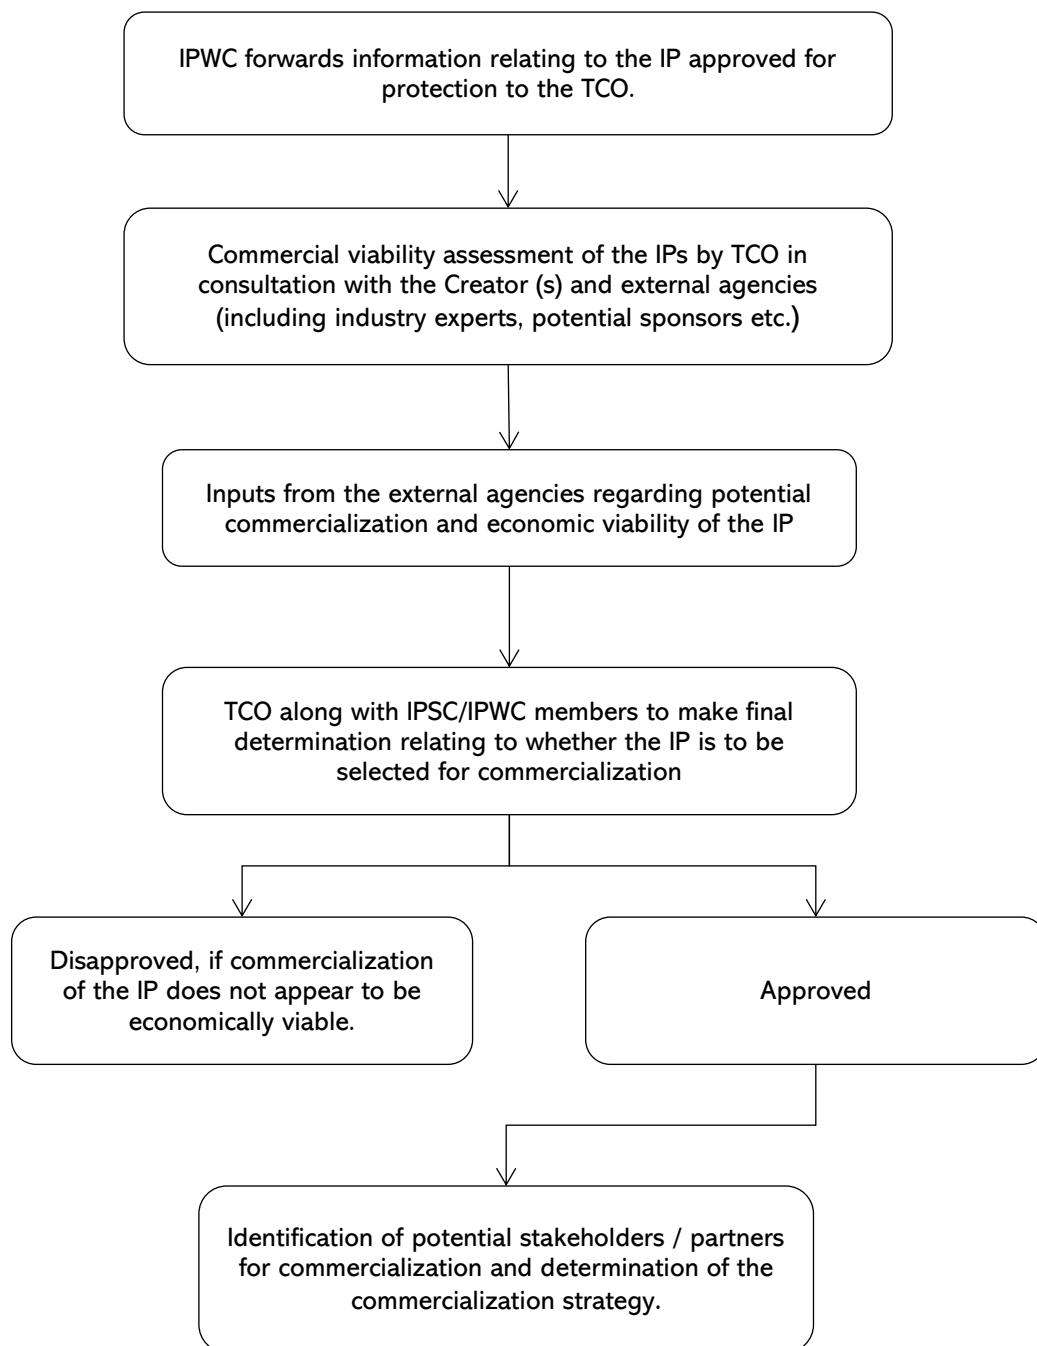 IPWC forwards information relating to the IP approved for
protection to the TCO.
Commercial viability assessment of the IPs by TCO in
consultation with the Creator (s) and external agencies
(including industry experts, potential sponsors etc.)
Inputs from the external agencies regarding potential
commercialization and economic viability of the IP
TCO along with IPSC/IPWC members to make final
determination relating to whether the IP is to be
selected for commercialization
Disapproved, if commercialization
of the IP does not appear to be
economically viable.
Approved
Identification of potential stakeholders / partners
for commercialization and determination of the
commercialization strategy.